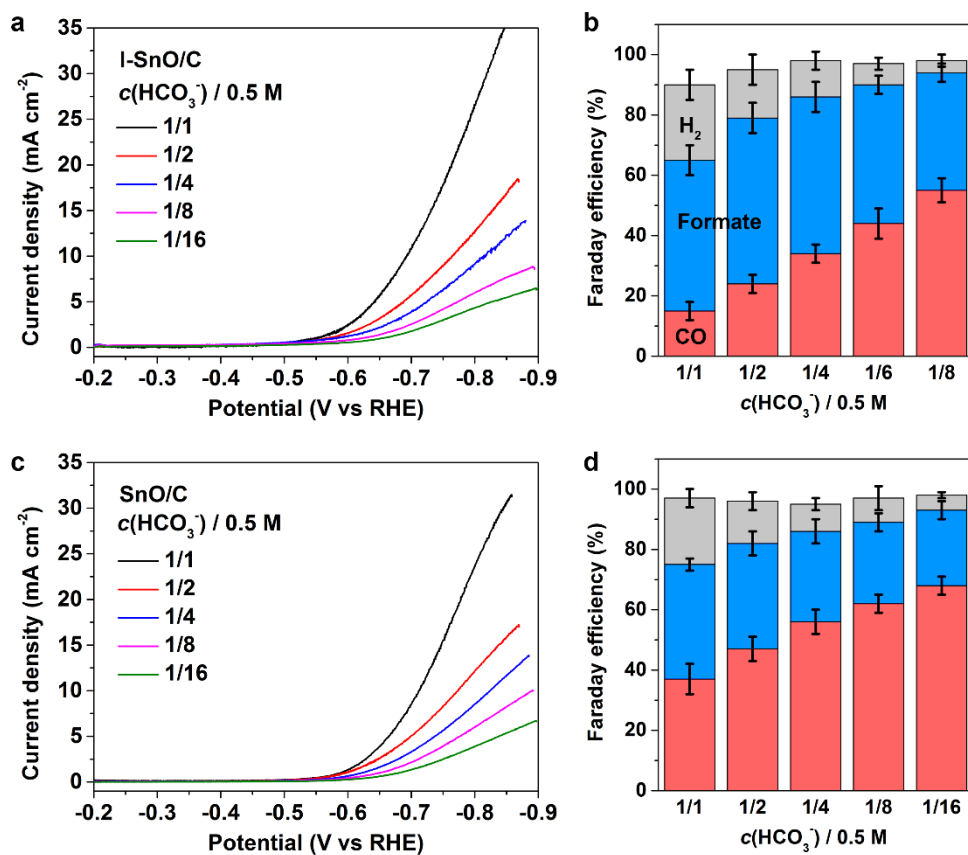 a
I-SnO/C
c(HCO₃⁻) / 0.5 M
1/1
1/2
1/4
1/8
1/16
Current density (mA cm⁻²)
35
30
25
20
15
10
5
0
-0.2 -0.3 -0.4 -0.5 -0.6 -0.7 -0.8 -0.9
Potential (V vs RHE)
b
Faraday efficiency (%)
100
80
60
40
20
0
H₂
Formate
CO
1/1 1/2 1/4 1/6 1/8
c(HCO₃⁻) / 0.5 M
c
SnO/C
c(HCO₃⁻) / 0.5 M
1/1
1/2
1/4
1/8
1/16
Current density (mA cm⁻²)
35
30
25
20
15
10
5
0
-0.2 -0.3 -0.4 -0.5 -0.6 -0.7 -0.8 -0.9
Potential (V vs RHE)
d
Faraday efficiency (%)
100
80
60
40
20
0
1/1 1/2 1/4 1/8 1/16
c(HCO₃⁻) / 0.5 M